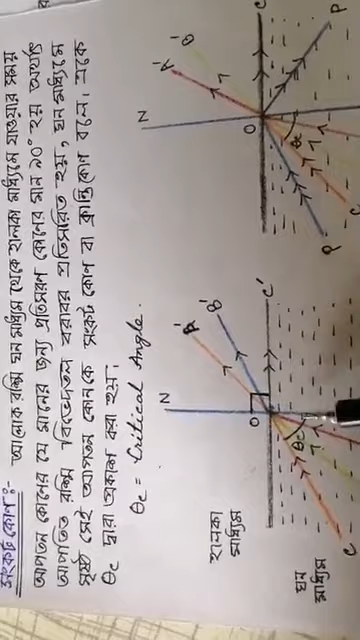 সংকট কোণ:- আলোক রশ্মি ঘন মাধ্যম থেকে হালকা মাধ্যমে যাওয়ার সময়
আপতন কোণের যে মানের জন্য প্রতিসরণ কোণের মান ৯০° হয় অর্থাৎ
আপতিত রশ্মি বিভেদতল বরাবর প্রতিসরিত হয়, ঘন মাধ্যমে
সৃষ্ট সেই আপতন কোনকে সংকট কোণ বা ক্রান্তি কোণ বলে। একে
θc দ্বারা প্রকাশ করা হয়।
θc = Critical Angle.
N
A'
B'
C'
O
θc
C
হালকা
মাধ্যম
ঘন
মাধ্যম
N
A'
B'
C'
O
θc
P
P
C